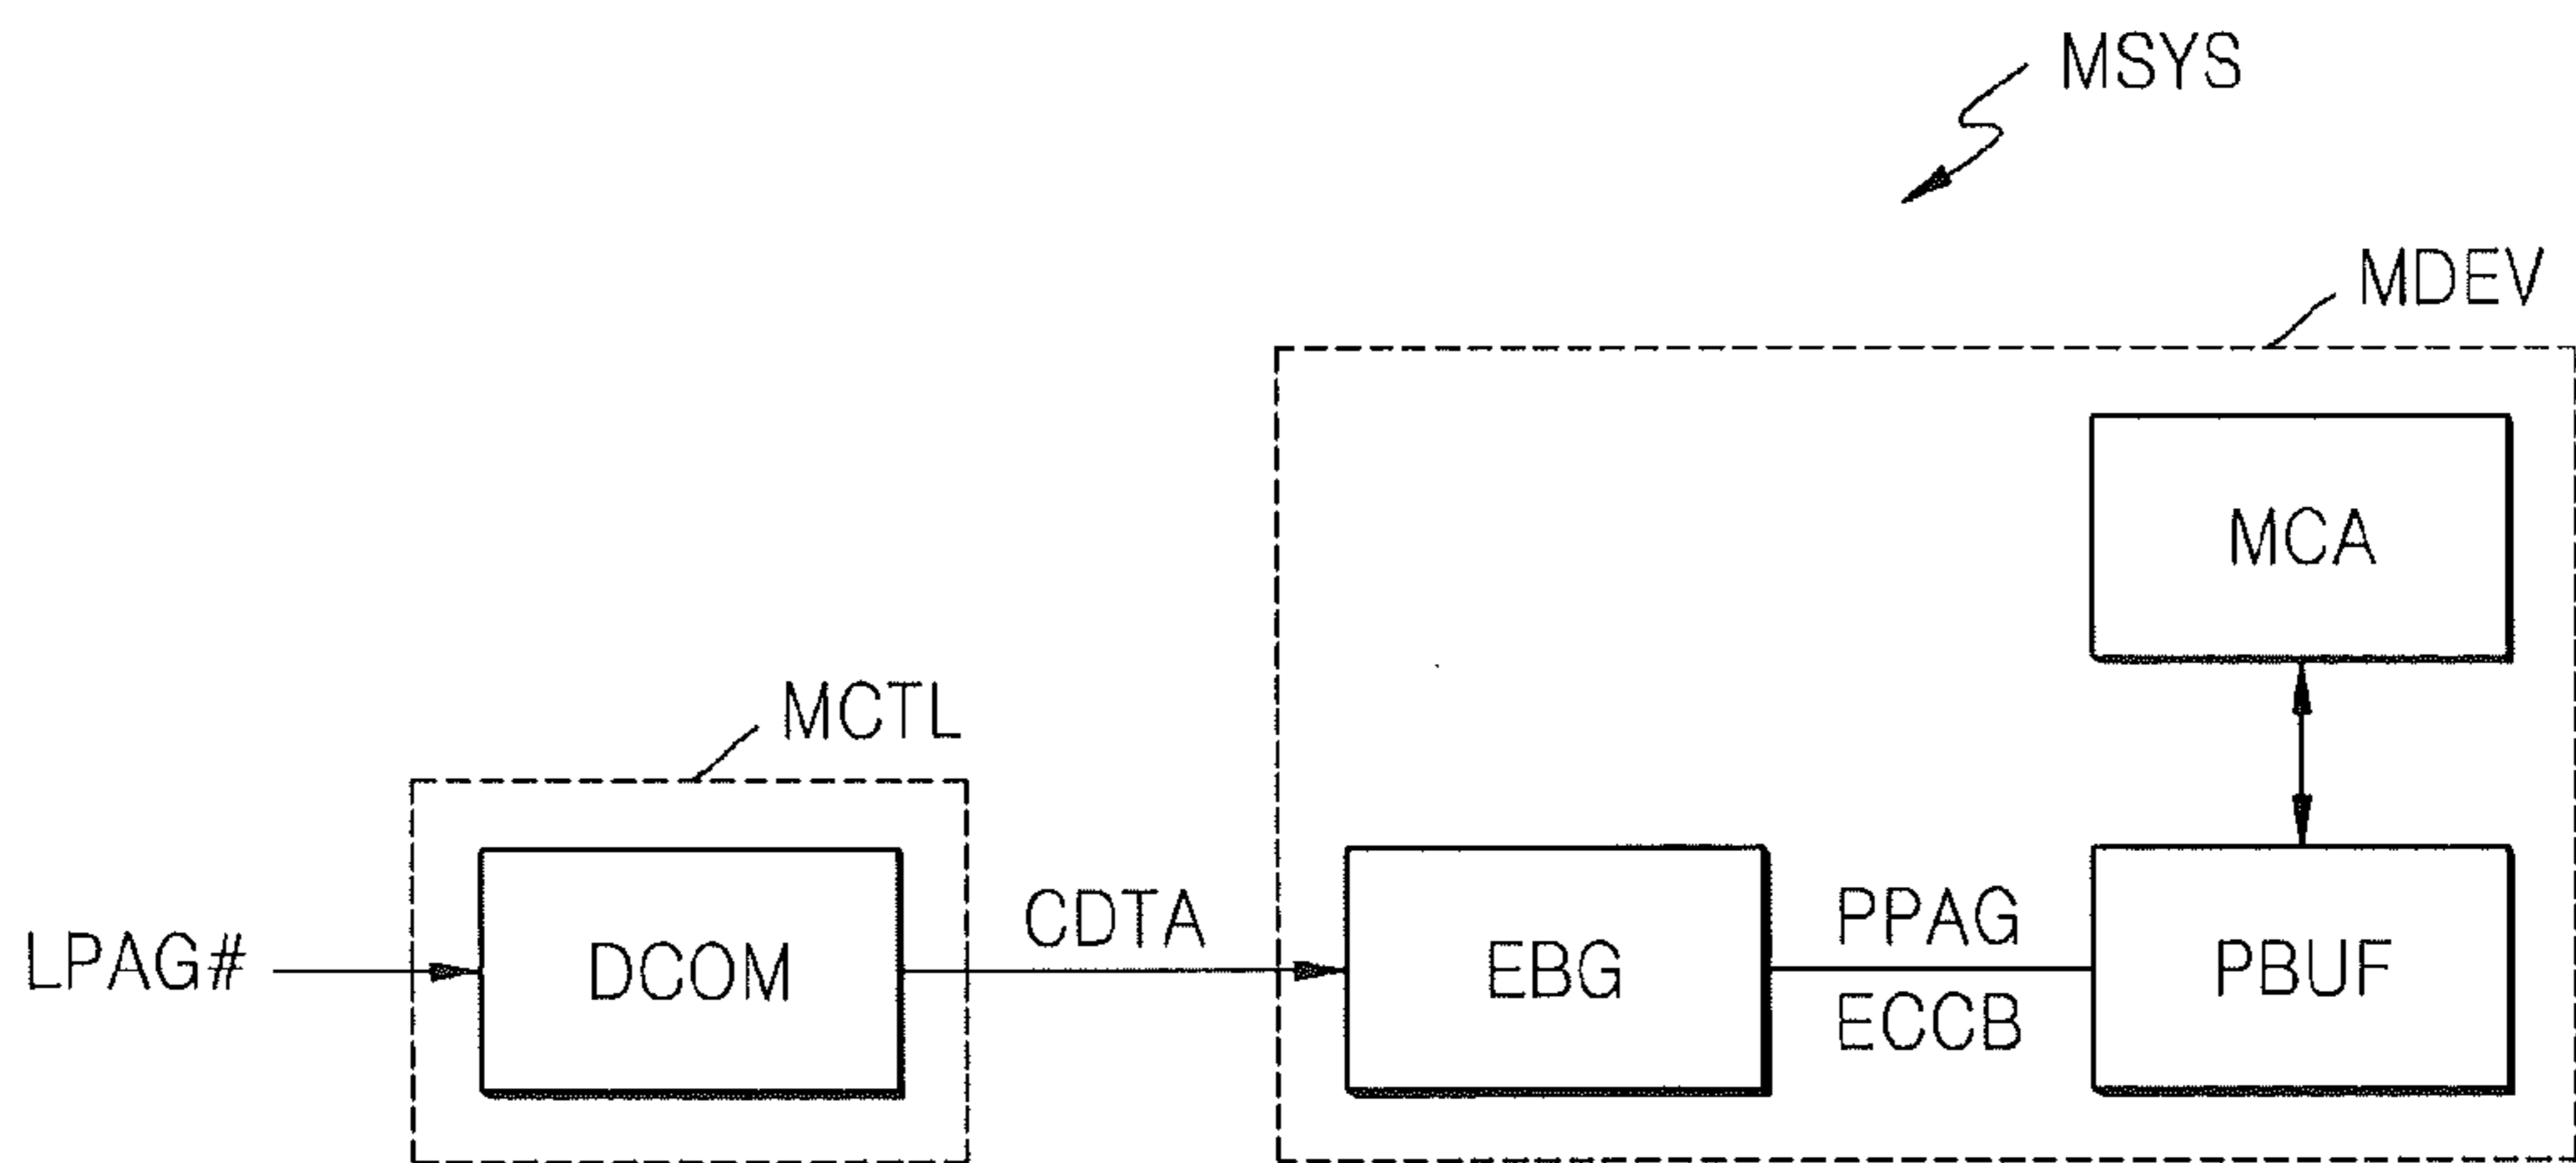 MSYS
MDEV
MCA
MCTL
LPAG#
DCOM
CDTA
EBG
PPAG
ECCB
PBUF